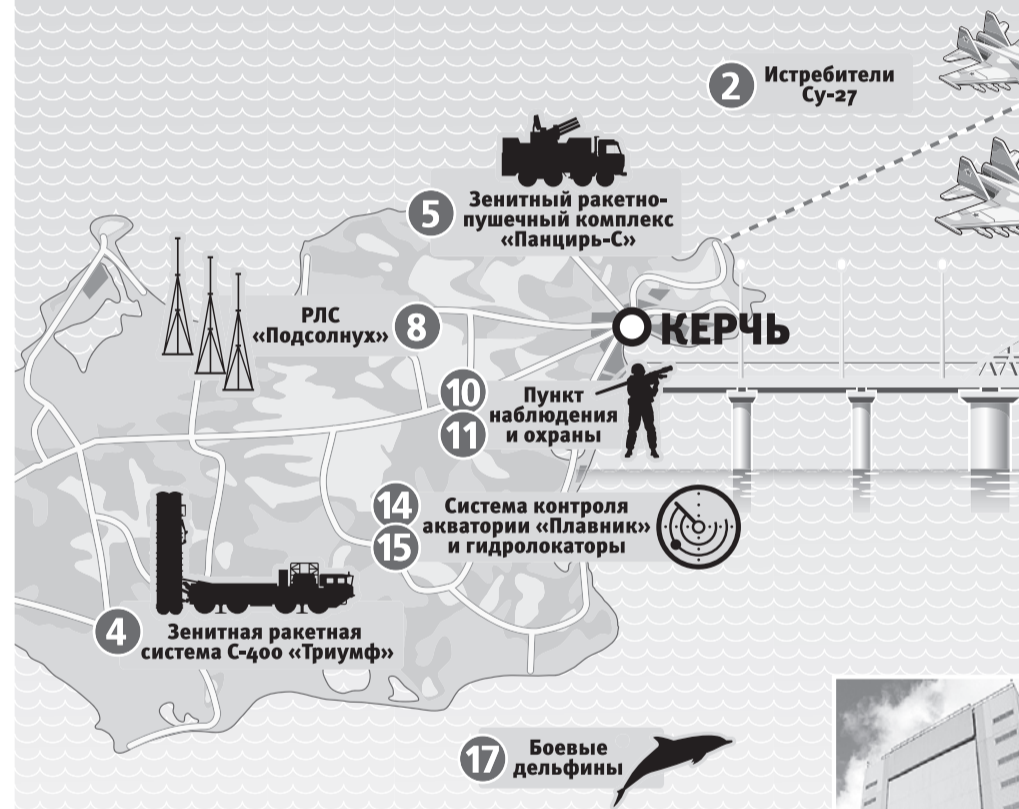 2
Истребители
Су-27
5
Зенитный ракетно-
пушечный комплекс
«Панцирь-С»
РЛС
«Подсолнух»
8
КЕРЧЬ
10
11
Пункт
наблюдения
и охраны
14
15
Система контроля
акватории «Плавник»
и гидролокаторы
4
Зенитная ракетная
система С-400 «Триумф»
17
Боевые
дельфины